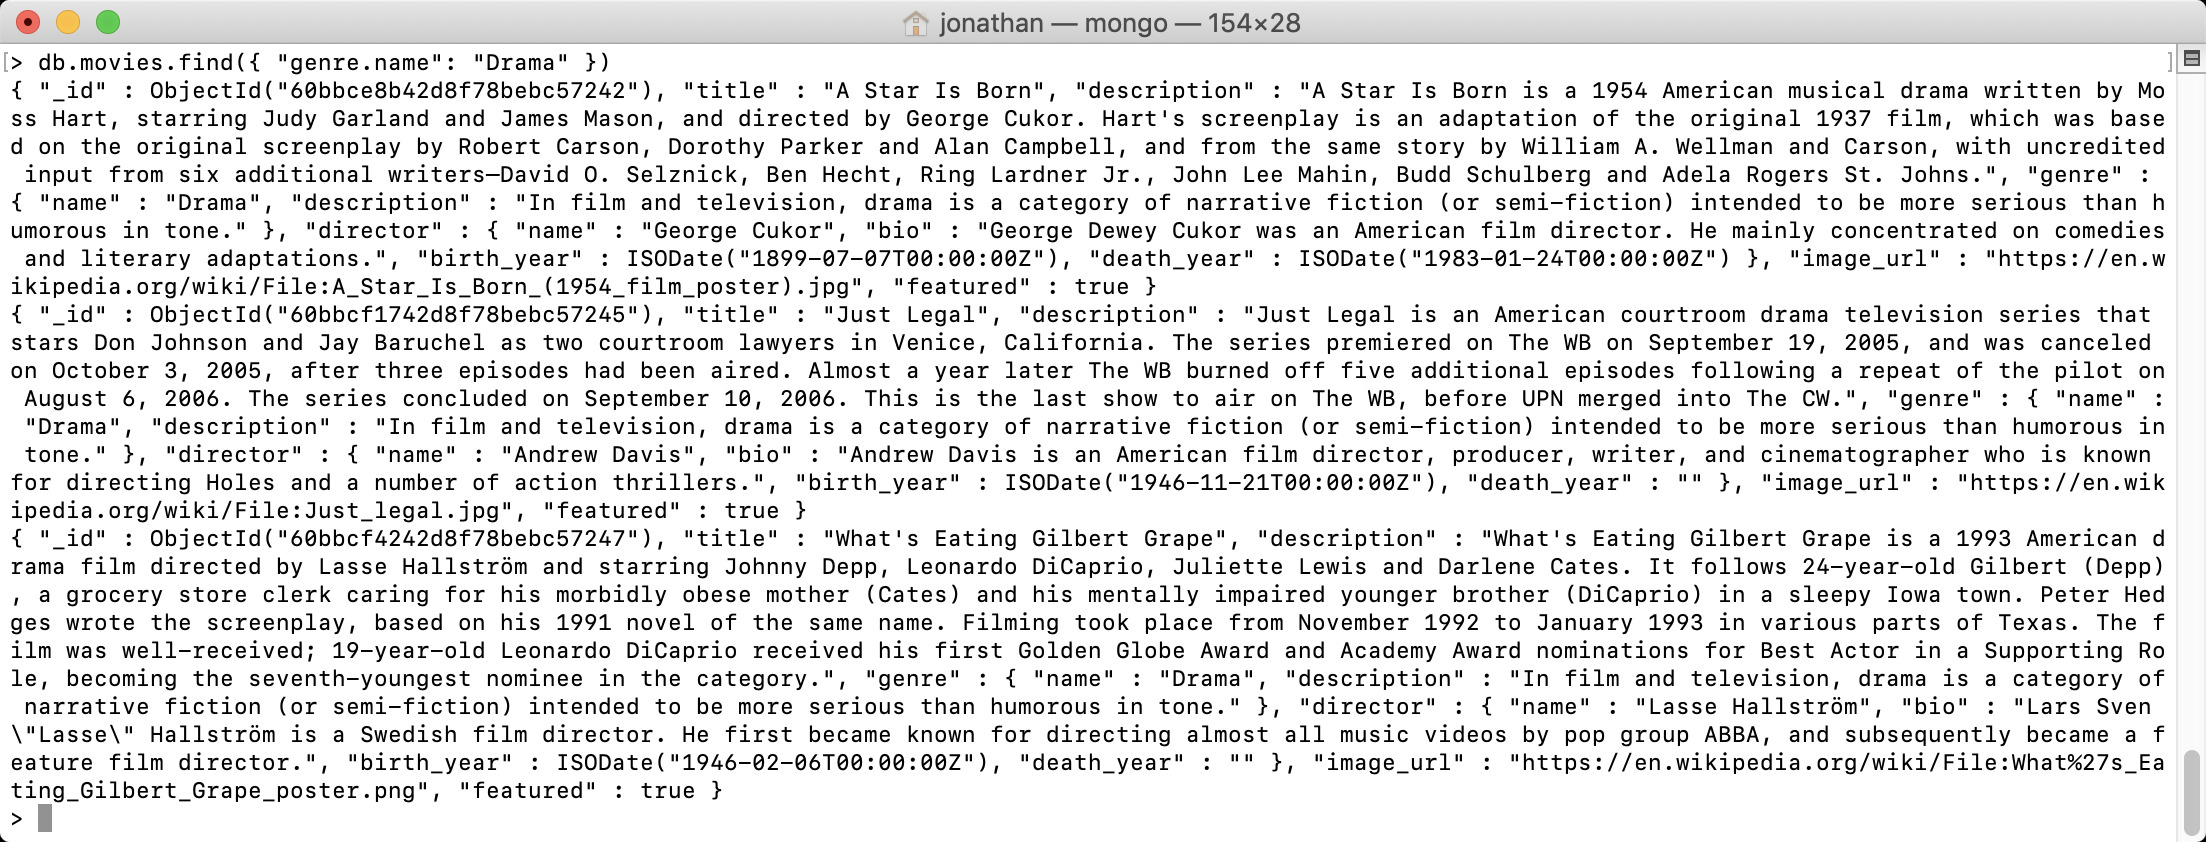 jonathan — mongo — 154×28
[> db.movies.find({ "genre.name": "Drama" })]
{ "_id" : ObjectId("60bbce8b42d8f78bebc57242"), "title" : "A Star Is Born", "description" : "A Star Is Born is a 1954 American musical drama written by Mo
ss Hart, starring Judy Garland and James Mason, and directed by George Cukor. Hart's screenplay is an adaptation of the original 1937 film, which was base
d on the original screenplay by Robert Carson, Dorothy Parker and Alan Campbell, and from the same story by William A. Wellman and Carson, with uncredited
 input from six additional writers—David O. Selznick, Ben Hecht, Ring Lardner Jr., John Lee Mahin, Budd Schulberg and Adela Rogers St. Johns.", "genre" :
{ "name" : "Drama", "description" : "In film and television, drama is a category of narrative fiction (or semi-fiction) intended to be more serious than h
umorous in tone." }, "director" : { "name" : "George Cukor", "bio" : "George Dewey Cukor was an American film director. He mainly concentrated on comedies
 and literary adaptations.", "birth_year" : ISODate("1899-07-07T00:00:00Z"), "death_year" : ISODate("1983-01-24T00:00:00Z") }, "image_url" : "https://en.w
ikipedia.org/wiki/File:A_Star_Is_Born_(1954_film_poster).jpg", "featured" : true }
{ "_id" : ObjectId("60bbcf1742d8f78bebc57245"), "title" : "Just Legal", "description" : "Just Legal is an American courtroom drama television series that
stars Don Johnson and Jay Baruchel as two courtroom lawyers in Venice, California. The series premiered on The WB on September 19, 2005, and was canceled
on October 3, 2005, after three episodes had been aired. Almost a year later The WB burned off five additional episodes following a repeat of the pilot on
 August 6, 2006. The series concluded on September 10, 2006. This is the last show to air on The WB, before UPN merged into The CW.", "genre" : { "name" :
 "Drama", "description" : "In film and television, drama is a category of narrative fiction (or semi-fiction) intended to be more serious than humorous in
 tone." }, "director" : { "name" : "Andrew Davis", "bio" : "Andrew Davis is an American film director, producer, writer, and cinematographer who is known
for directing Holes and a number of action thrillers.", "birth_year" : ISODate("1946-11-21T00:00:00Z"), "death_year" : "" }, "image_url" : "https://en.wik
ipedia.org/wiki/File:Just_legal.jpg", "featured" : true }
{ "_id" : ObjectId("60bbcf4242d8f78bebc57247"), "title" : "What's Eating Gilbert Grape", "description" : "What's Eating Gilbert Grape is a 1993 American d
rama film directed by Lasse Hallström and starring Johnny Depp, Leonardo DiCaprio, Juliette Lewis and Darlene Cates. It follows 24-year-old Gilbert (Depp)
, a grocery store clerk caring for his morbidly obese mother (Cates) and his mentally impaired younger brother (DiCaprio) in a sleepy Iowa town. Peter Hed
ges wrote the screenplay, based on his 1991 novel of the same name. Filming took place from November 1992 to January 1993 in various parts of Texas. The f
ilm was well-received; 19-year-old Leonardo DiCaprio received his first Golden Globe Award and Academy Award nominations for Best Actor in a Supporting Ro
le, becoming the seventh-youngest nominee in the category.", "genre" : { "name" : "Drama", "description" : "In film and television, drama is a category of
 narrative fiction (or semi-fiction) intended to be more serious than humorous in tone." }, "director" : { "name" : "Lasse Hallström", "bio" : "Lars Sven
\"Lasse\" Hallström is a Swedish film director. He first became known for directing almost all music videos by pop group ABBA, and subsequently became a f
eature film director.", "birth_year" : ISODate("1946-02-06T00:00:00Z"), "death_year" : "" }, "image_url" : "https://en.wikipedia.org/wiki/File:What%27s_Ea
ting_Gilbert_Grape_poster.png", "featured" : true }
>